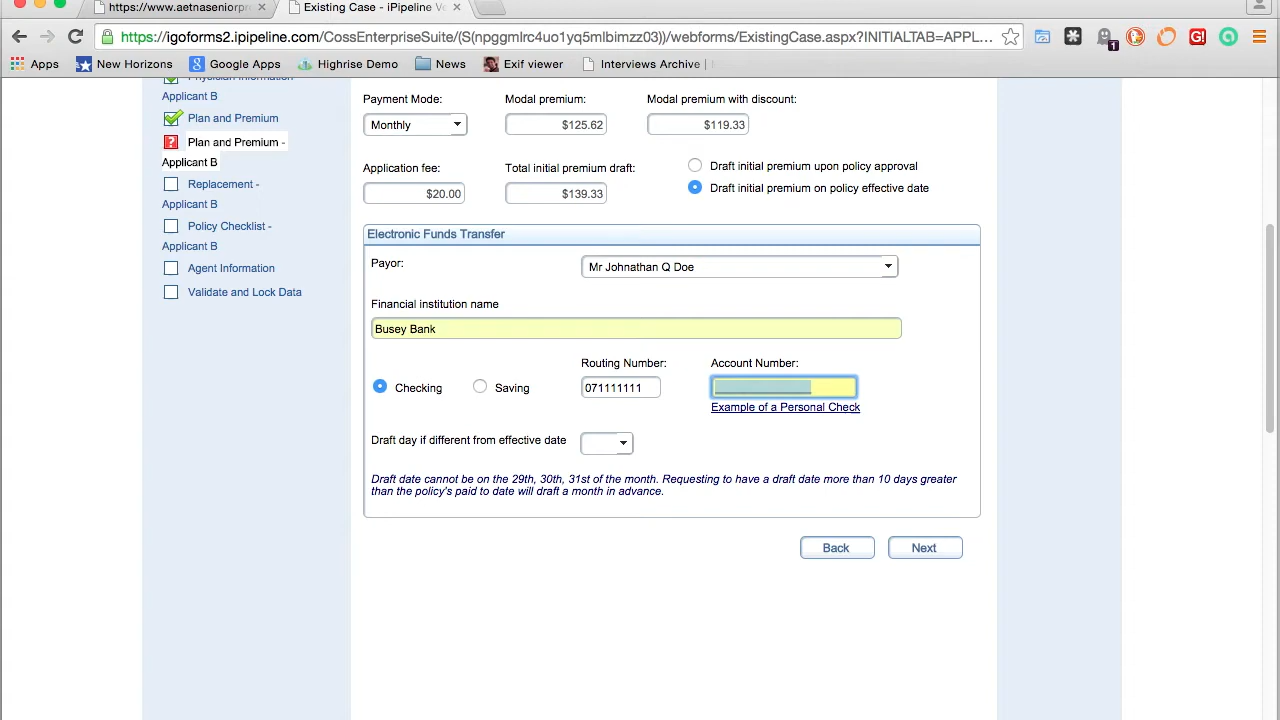 https://www.aetnaseniorpr
Existing Case - iPipeline Ve
https://igoforms2.ipipeline.com/CossEnterpriseSuite/(S(npggmlrc4uo1yq5mlbimzz03))/webforms/ExistingCase.aspx?INITIALTAB=APPL...
1
Apps New Horizons Google Apps Highrise Demo News Exif viewer Interviews Archive |
Physician Information
Applicant B
Plan and Premium
Plan and Premium -
Applicant B
Replacement -
Applicant B
Policy Checklist -
Applicant B
Agent Information
Validate and Lock Data
Payment Mode: Modal premium: Modal premium with discount:
Monthly $125.62 $119.33
Application fee: Total initial premium draft:
Draft initial premium upon policy approval
Draft initial premium on policy effective date
$20.00 $139.33
Electronic Funds Transfer
Payor: Mr Johnathan Q Doe
Financial institution name
Busey Bank
Routing Number: Account Number:
Checking Saving 071111111
Example of a Personal Check
Draft day if different from effective date
Draft date cannot be on the 29th, 30th, 31st of the month. Requesting to have a draft date more than 10 days greater
than the policy's paid to date will draft a month in advance.
Back Next